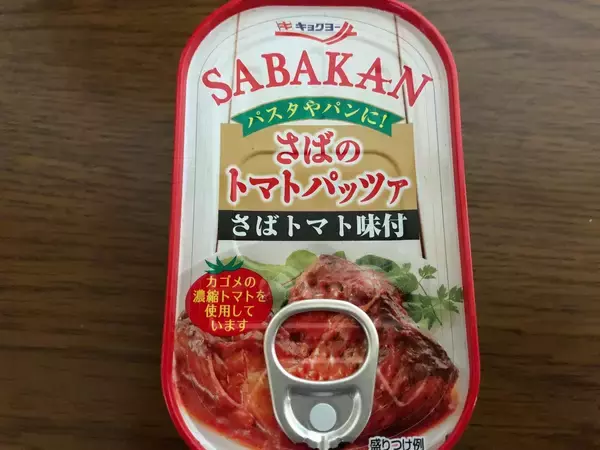 キョクヨー
SABAKAN
パスタやパンに!
さばの
トマトパッツァ
さばトマト味付
カゴメの
濃縮トマトを
使用して
います
盛りつけ例